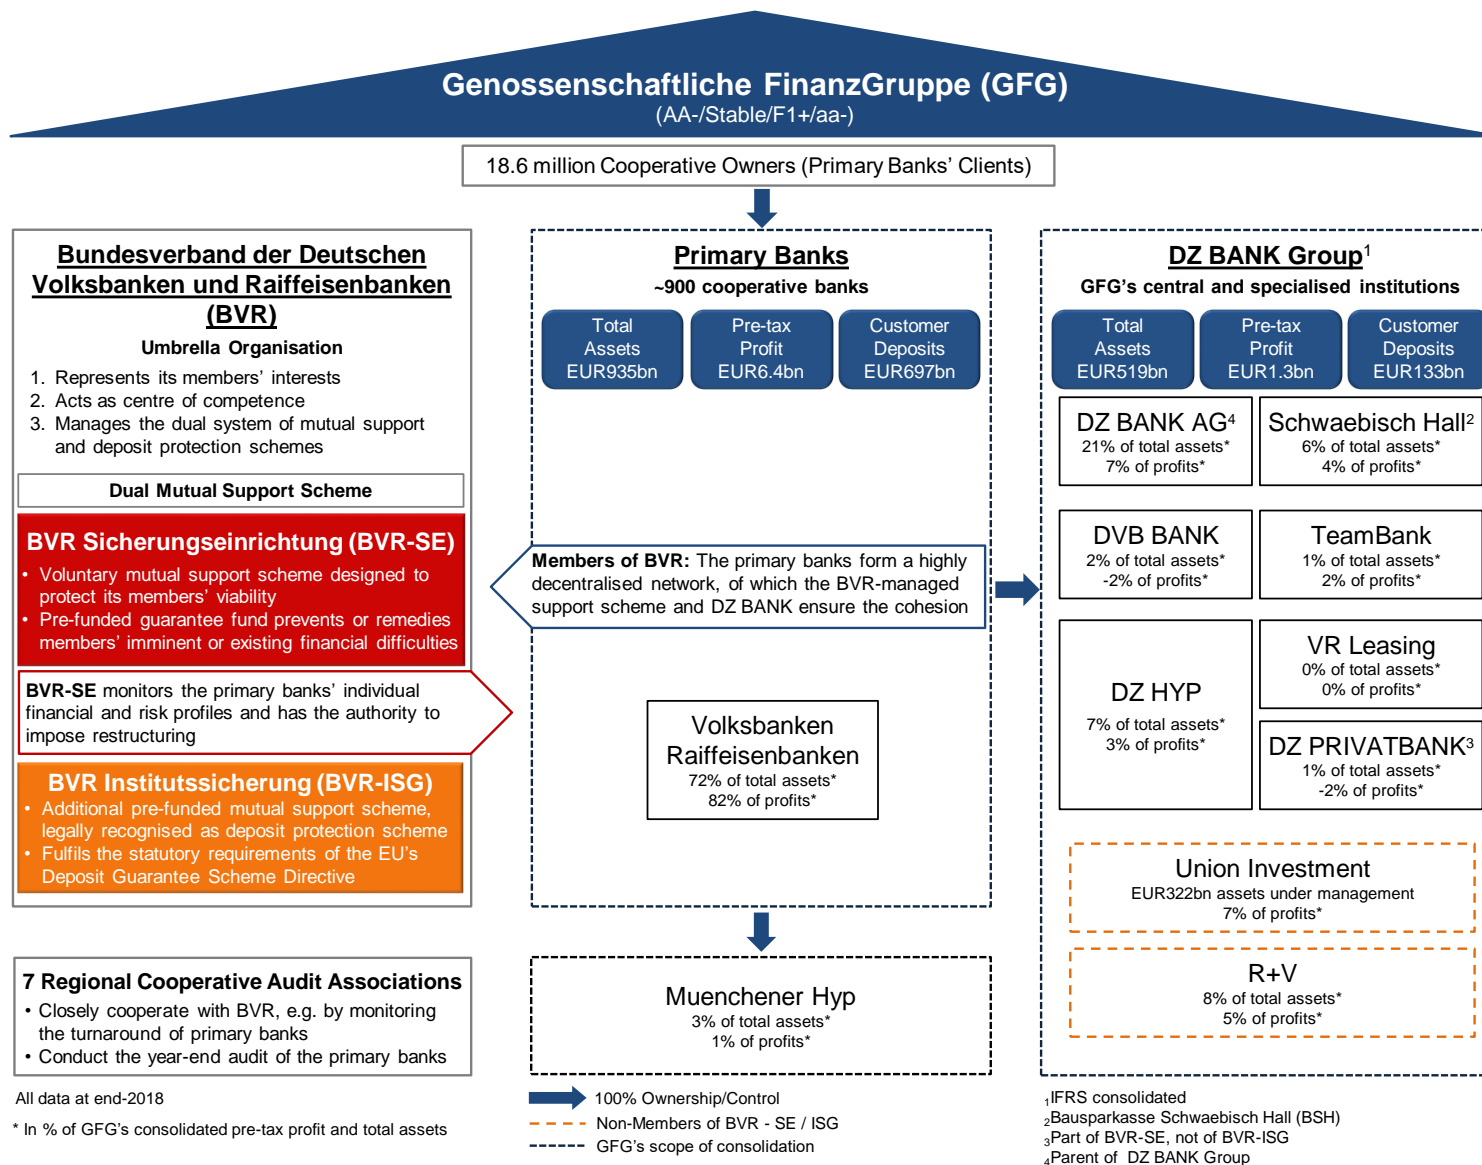 Genossenschaftliche FinanzGruppe (GFG)
(AA-/Stable/F1+/aa-)
18.6 million Cooperative Owners (Primary Banks' Clients)
Bundesverband der Deutschen
Volksbanken und Raiffeisenbanken
(BVR)
Umbrella Organisation
1. Represents its members' interests
2. Acts as centre of competence
3. Manages the dual system of mutual support
and deposit protection schemes
Dual Mutual Support Scheme
BVR Sicherungseinrichtung (BVR-SE)
• Voluntary mutual support scheme designed to
protect its members' viability
• Pre-funded guarantee fund prevents or remedies
members' imminent or existing financial difficulties
BVR-SE monitors the primary banks' individual
financial and risk profiles and has the authority to
impose restructuring
BVR Institutssicherung (BVR-ISG)
• Additional pre-funded mutual support scheme,
legally recognised as deposit protection scheme
• Fulfils the statutory requirements of the EU's
Deposit Guarantee Scheme Directive
7 Regional Cooperative Audit Associations
• Closely cooperate with BVR, e.g. by monitoring
the turnaround of primary banks
• Conduct the year-end audit of the primary banks
All data at end-2018
* In % of GFG's consolidated pre-tax profit and total assets
Primary Banks
~900 cooperative banks
Total
Assets
EUR935bn
Pre-tax
Profit
EUR6.4bn
Customer
Deposits
EUR697bn
Members of BVR: The primary banks form a highly
decentralised network, of which the BVR-managed
support scheme and DZ BANK ensure the cohesion
Volksbanken
Raiffeisenbanken
72% of total assets*
82% of profits*
Muenchener Hyp
3% of total assets*
1% of profits*
100% Ownership/Control
Non-Members of BVR - SE / ISG
GFG's scope of consolidation
DZ BANK Group¹
GFG's central and specialised institutions
Total
Assets
EUR519bn
Pre-tax
Profit
EUR1.3bn
Customer
Deposits
EUR133bn
DZ BANK AG⁴
21% of total assets*
7% of profits*
Schwaebisch Hall²
6% of total assets*
4% of profits*
DVB BANK
2% of total assets*
-2% of profits*
TeamBank
1% of total assets*
2% of profits*
DZ HYP
7% of total assets*
3% of profits*
VR Leasing
0% of total assets*
0% of profits*
DZ PRIVATBANK³
1% of total assets*
-2% of profits*
Union Investment
EUR322bn assets under management
7% of profits*
R+V
8% of total assets*
5% of profits*
₁IFRS consolidated
₂Bausparkasse Schwaebisch Hall (BSH)
₃Part of BVR-SE, not of BVR-ISG
₄Parent of DZ BANK Group